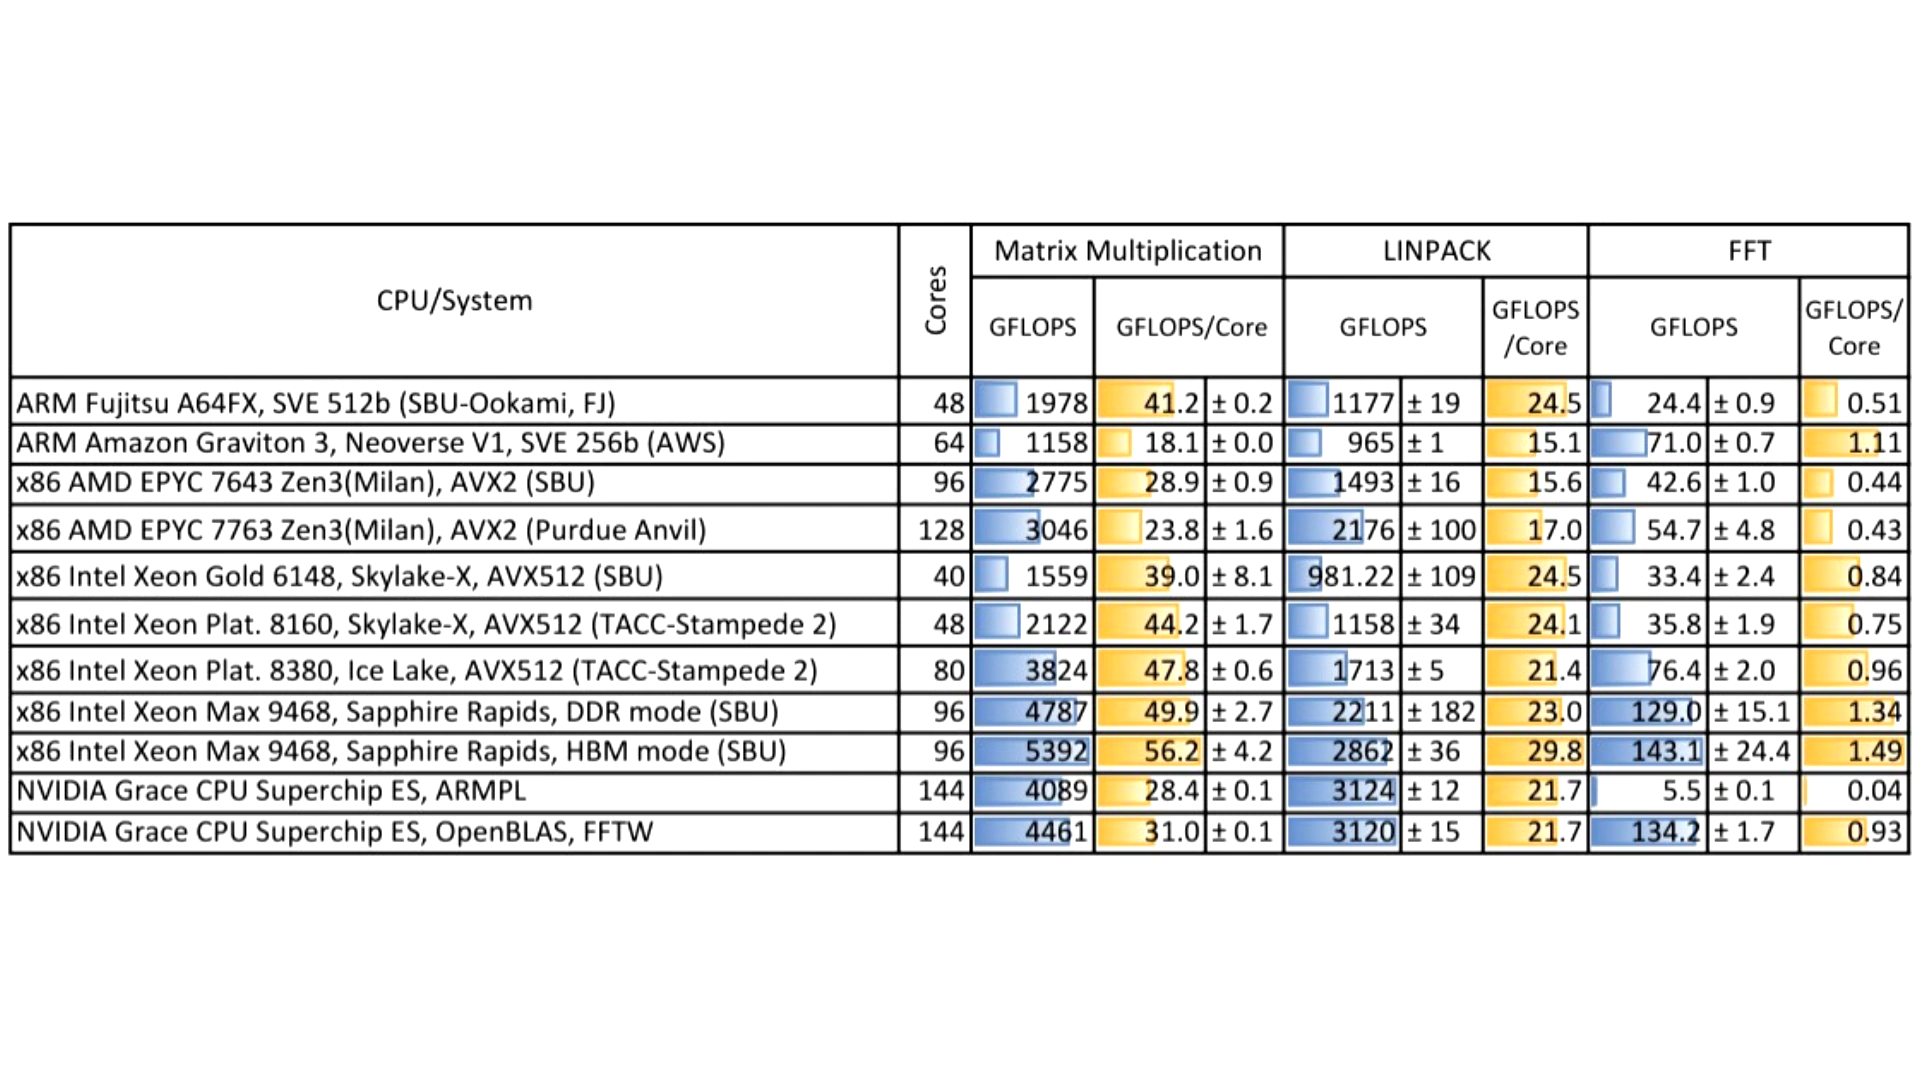 CPU/System Cores Matrix Multiplication LINPACK FFT
GFLOPS GFLOPS/Core GFLOPS GFLOPS /Core GFLOPS GFLOPS/ Core
ARM Fujitsu A64FX, SVE 512b (SBU-Ookami, FJ) 48 1978 41.2 ± 0.2 1177 ± 19 24.5 24.4 ± 0.9 0.51
ARM Amazon Graviton 3, Neoverse V1, SVE 256b (AWS) 64 1158 18.1 ± 0.0 965 ± 1 15.1 71.0 ± 0.7 1.11
x86 AMD EPYC 7643 Zen3(Milan), AVX2 (SBU) 96 2775 28.9 ± 0.9 1493 ± 16 15.6 42.6 ± 1.0 0.44
x86 AMD EPYC 7763 Zen3(Milan), AVX2 (Purdue Anvil) 128 3046 23.8 ± 1.6 2176 ± 100 17.0 54.7 ± 4.8 0.43
x86 Intel Xeon Gold 6148, Skylake-X, AVX512 (SBU) 40 1559 39.0 ± 8.1 981.22 ± 109 24.5 33.4 ± 2.4 0.84
x86 Intel Xeon Plat. 8160, Skylake-X, AVX512 (TACC-Stampede 2) 48 2122 44.2 ± 1.7 1158 ± 34 24.1 35.8 ± 1.9 0.75
x86 Intel Xeon Plat. 8380, Ice Lake, AVX512 (TACC-Stampede 2) 80 3824 47.8 ± 0.6 1713 ± 5 21.4 76.4 ± 2.0 0.96
x86 Intel Xeon Max 9468, Sapphire Rapids, DDR mode (SBU) 96 4787 49.9 ± 2.7 2211 ± 182 23.0 129.0 ± 15.1 1.34
x86 Intel Xeon Max 9468, Sapphire Rapids, HBM mode (SBU) 96 5392 56.2 ± 4.2 2862 ± 36 29.8 143.1 ± 24.4 1.49
NVIDIA Grace CPU Superchip ES, ARMPL 144 4089 28.4 ± 0.1 3124 ± 12 21.7 5.5 ± 0.1 0.04
NVIDIA Grace CPU Superchip ES, OpenBLAS, FFTW 144 4461 31.0 ± 0.1 3120 ± 15 21.7 134.2 ± 1.7 0.93